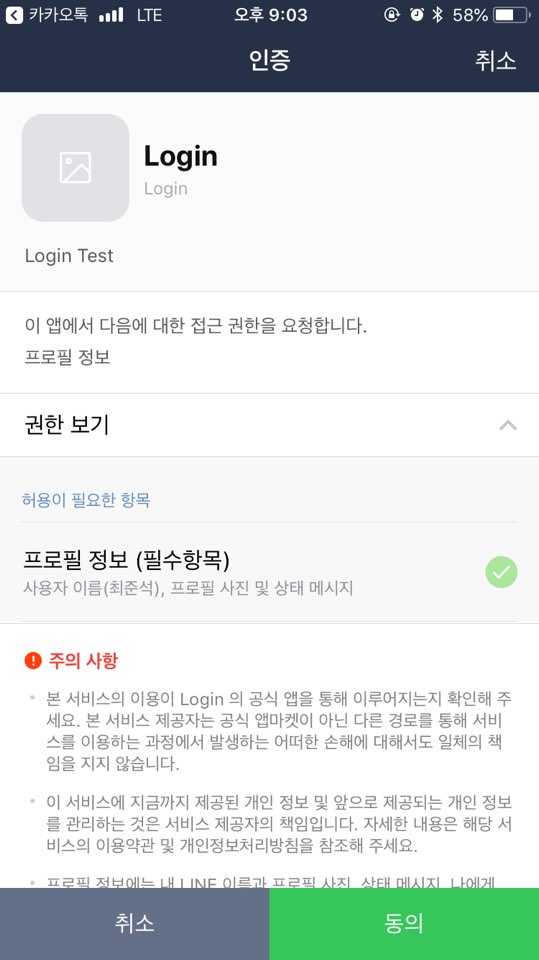 카카오톡 LTE 오후 9:03 58%
인증 취소
Login
Login
Login Test
이 앱에서 다음에 대한 접근 권한을 요청합니다.
프로필 정보
권한 보기
허용이 필요한 항목
프로필 정보 (필수항목)
사용자 이름(최준석), 프로필 사진 및 상태 메시지
주의 사항
본 서비스의 이용이 Login 의 공식 앱을 통해 이루어지는지 확인해 주
세요. 본 서비스 제공자는 공식 앱마켓이 아닌 다른 경로를 통해 서비
스를 이용하는 과정에서 발생하는 어떠한 손해에 대해서도 일체의 책
임을 지지 않습니다.
이 서비스에 지금까지 제공된 개인 정보 및 앞으로 제공되는 개인 정보
를 관리하는 것은 서비스 제공자의 책임입니다. 자세한 내용은 해당 서
비스의 이용약관 및 개인정보처리방침을 참조해 주세요.
프로필 정보에는 내 LINE 이름과 프로필 사진, 상태 메시지, 나에게
취소 동의